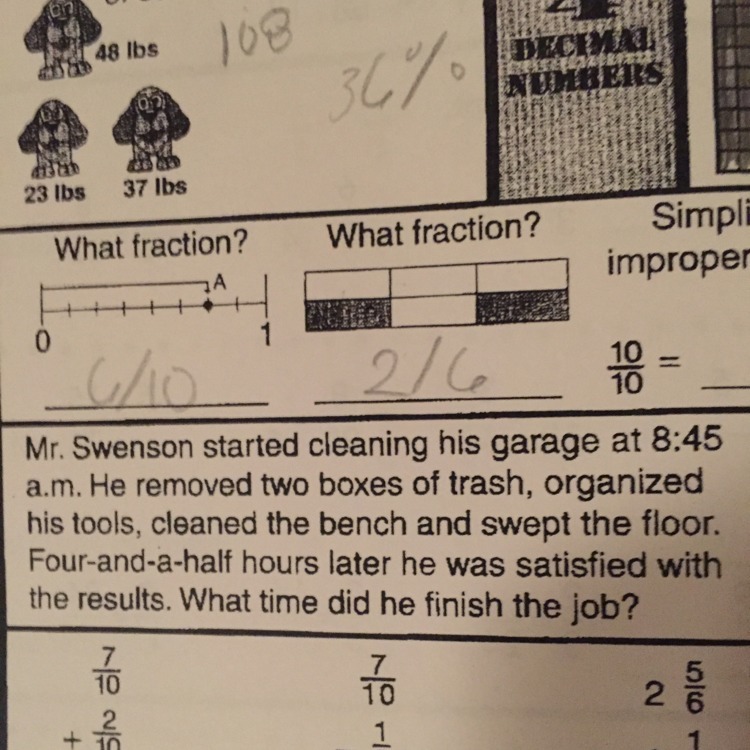 48 lbs
108
36%
4
DECIMAL
NUMBERS
23 lbs
37 lbs
What fraction?
A
0
1
6/10
What fraction?
2/6
Simpli
improper
10/10 =
Mr. Swenson started cleaning his garage at 8:45
a.m. He removed two boxes of trash, organized
his tools, cleaned the bench and swept the floor.
Four-and-a-half hours later he was satisfied with
the results. What time did he finish the job?
7/10
+ 2/10
7/10
1
2 5/6
1